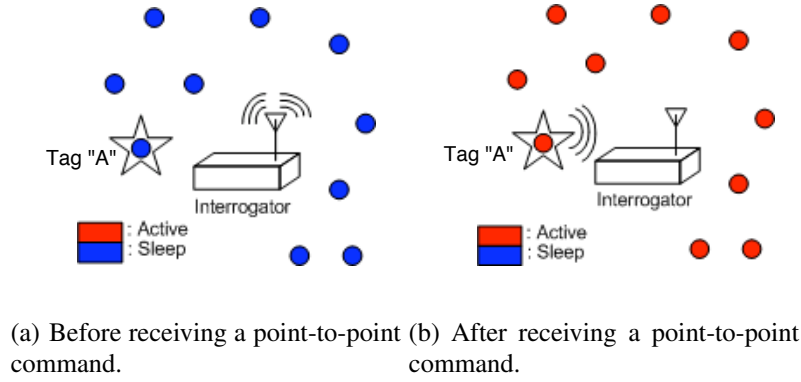 Tag "A"
Interrogator
: Active
: Sleep
Tag "A"
Interrogator
: Active
: Sleep
(a) Before receiving a point-to-point
command.
(b) After receiving a point-to-point
command.